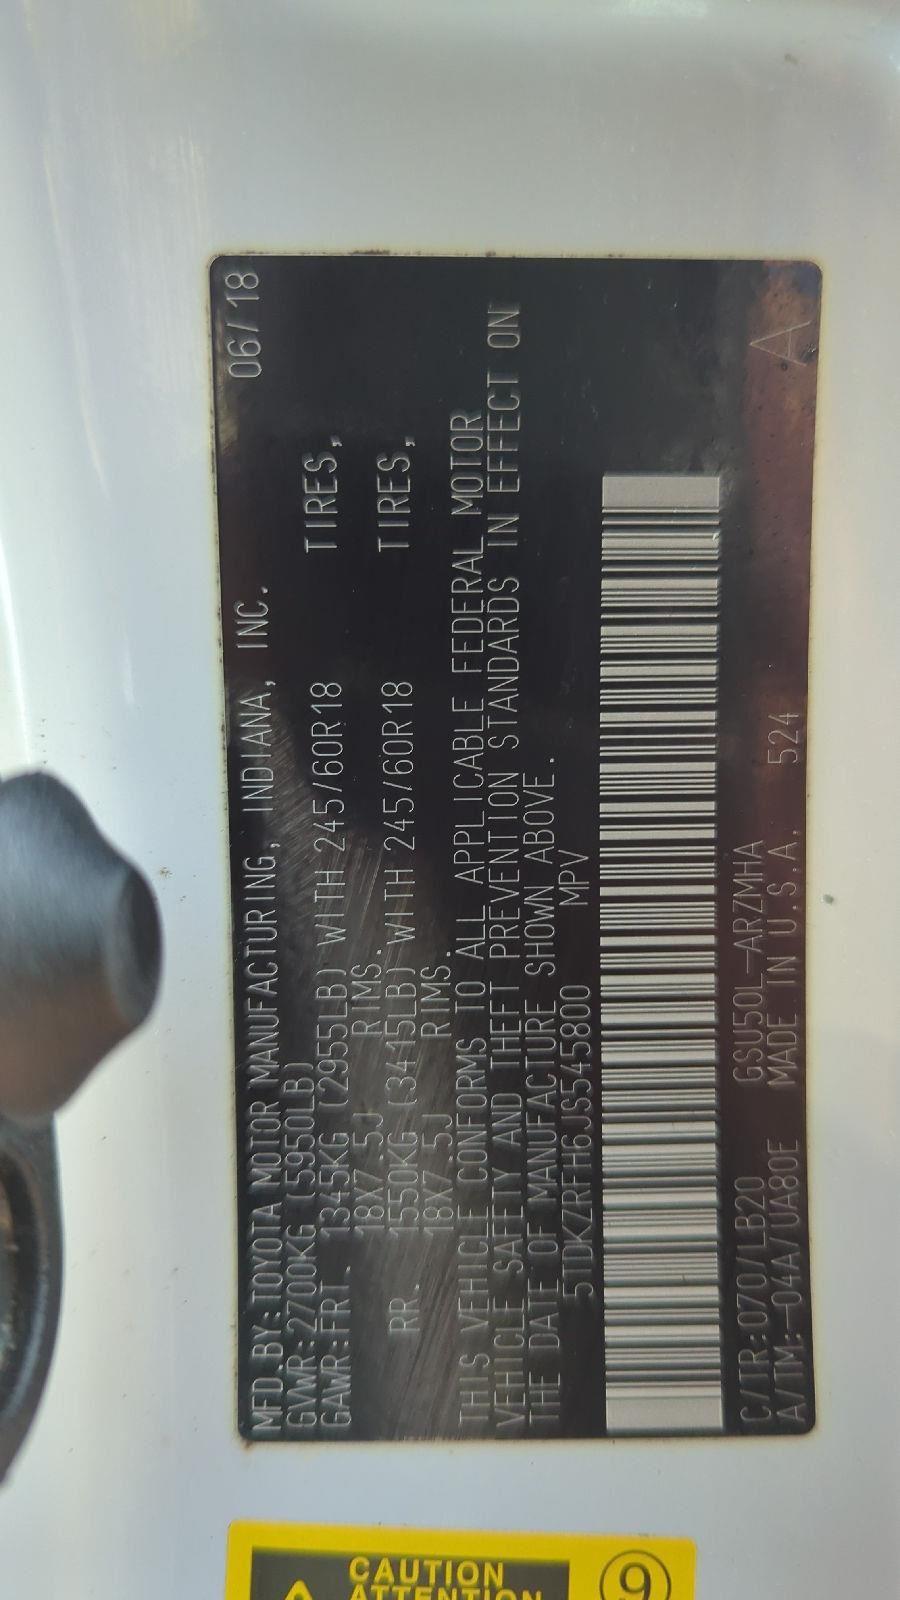 MFD.BY:TOYOTA MOTOR MANUFACTURING, INDIANA, INC. 06/18
GVWR:2700KG (5950LB)
GAWR:FRT. 1345KG (2955LB) WITH 245/60R18 TIRES,
18X7.5J RIMS.
RR. 1550KG (3415LB) WITH 245/60R18 TIRES,
18X7.5J RIMS.
THIS VEHICLE CONFORMS TO ALL APPLICABLE FEDERAL MOTOR
VEHICLE SAFETY AND THEFT PREVENTION STANDARDS IN EFFECT ON
THE DATE OF MANUFACTURE SHOWN ABOVE.
5TDKZRFH6JS545800 MPV
C/TR:070/LB20 GSU50L-ARZMHA A
A/TM:-04A/UA80E MADE IN U.S.A. 524
CAUTION
ATTENTION
9